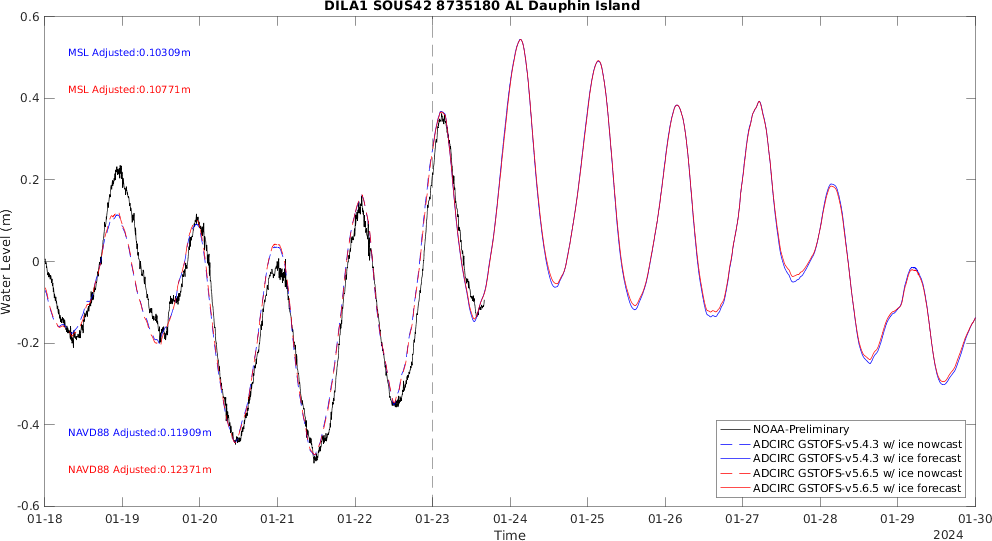 DILA1 SOUS42 8735180 AL Dauphin Island
0.6
0.4
0.2
0
-0.2
-0.4
-0.6
Water Level (m)
MSL Adjusted:0.10309m
MSL Adjusted:0.10771m
NAVD88 Adjusted:0.11909m
NAVD88 Adjusted:0.12371m
NOAA-Preliminary
ADCIRC GSTOFS-v5.4.3 w/ ice nowcast
ADCIRC GSTOFS-v5.4.3 w/ ice forecast
ADCIRC GSTOFS-v5.6.5 w/ ice nowcast
ADCIRC GSTOFS-v5.6.5 w/ ice forecast
01-18 01-19 01-20 01-21 01-22 01-23 01-24 01-25 01-26 01-27 01-28 01-29 01-30
Time
2024